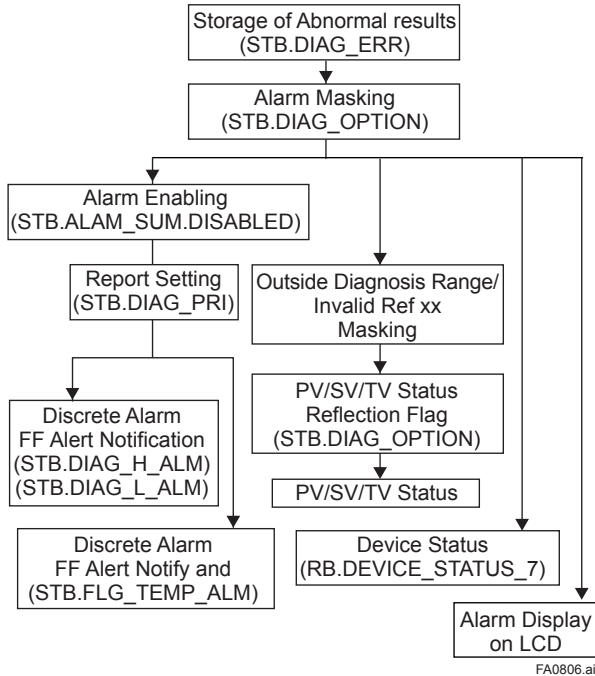 Storage of Abnormal results
(STB.DIAG_ERR)
Alarm Masking
(STB.DIAG_OPTION)
Alarm Enabling
(STB.ALAM_SUM.DISABLED)
Report Setting
(STB.DIAG_PRI)
Outside Diagnosis Range/
Invalid Ref xx
Masking
Discrete Alarm
FF Alert Notification
(STB.DIAG_H_ALM)
(STB.DIAG_L_ALM)
PV/SV/TV Status
Reflection Flag
(STB.DIAG_OPTION)
PV/SV/TV Status
Discrete Alarm
FF Alert Notify and
(STB.FLG_TEMP_ALM)
Device Status
(RB.DEVICE_STATUS_7)
Alarm Display
on LCD
FA0806.ai